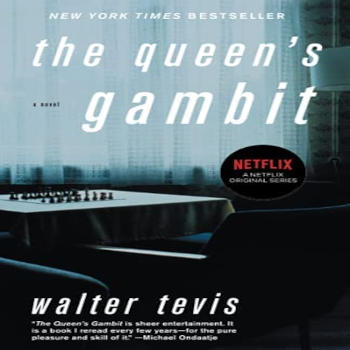 NEW YORK TIMES BESTSELLER
the queen's
a novel
gambit
NETFLIX
A NETFLIX
ORIGINAL SERIES
walter tevis
"The Queen's Gambit is sheer entertainment. It
is a book I reread every few years—for the pure
pleasure and skill of it." —Michael Ondaatje